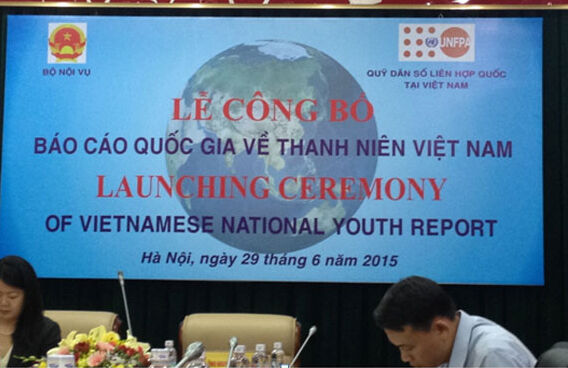 BỘ NỘI VỤ
UNFPA
QUỸ DÂN SỐ LIÊN HỢP QUỐC
TẠI VIỆT NAM
LỄ CÔNG BỐ
BÁO CÁO QUỐC GIA VỀ THANH NIÊN VIỆT NAM
LAUNCHING CEREMONY
OF VIETNAMESE NATIONAL YOUTH REPORT
Hà Nội, ngày 29 tháng 6 năm 2015